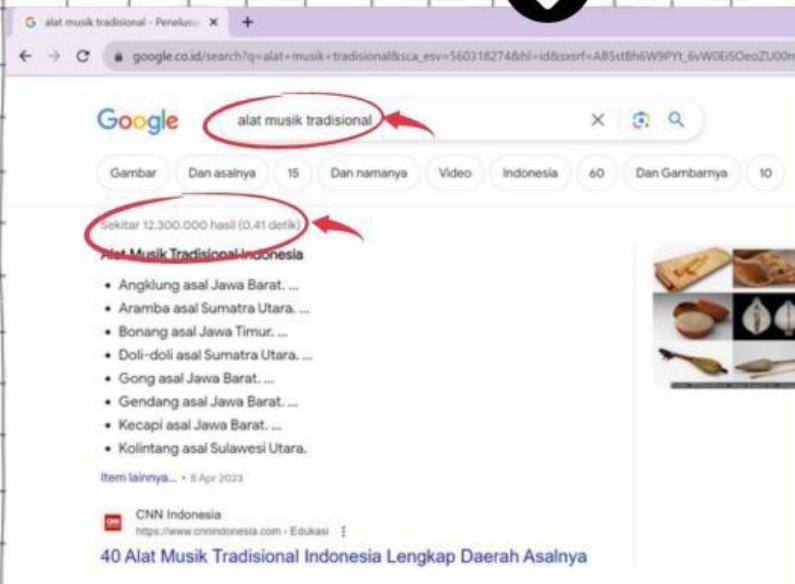 alat musik tradisional - Penelus
google.co.id/search?q=alat+musik+tradisional&sca_esv=560318274&hl=id&sxsrf=
Google
alat musik tradisional
Gambar Dan asalnya 15 Dan namanya Video Indonesia 60 Dan Gambarnya 10
Sekitar 12.300.000 hasil (0,41 detik)
Alat Musik Tradisional Indonesia
• Angklung asal Jawa Barat. ...
• Aramba asal Sumatra Utara. ...
• Bonang asal Jawa Timur. ...
• Doli-doli asal Sumatra Utara. ...
• Gong asal Jawa Barat. ...
• Gendang asal Jawa Barat. ...
• Kecapi asal Jawa Barat. ...
• Kolintang asal Sulawesi Utara.
Item lainnya... • 8 Apr 2023
CNN Indonesia
https://www.cnnindonesia.com › Edukasi
40 Alat Musik Tradisional Indonesia Lengkap Daerah Asalnya